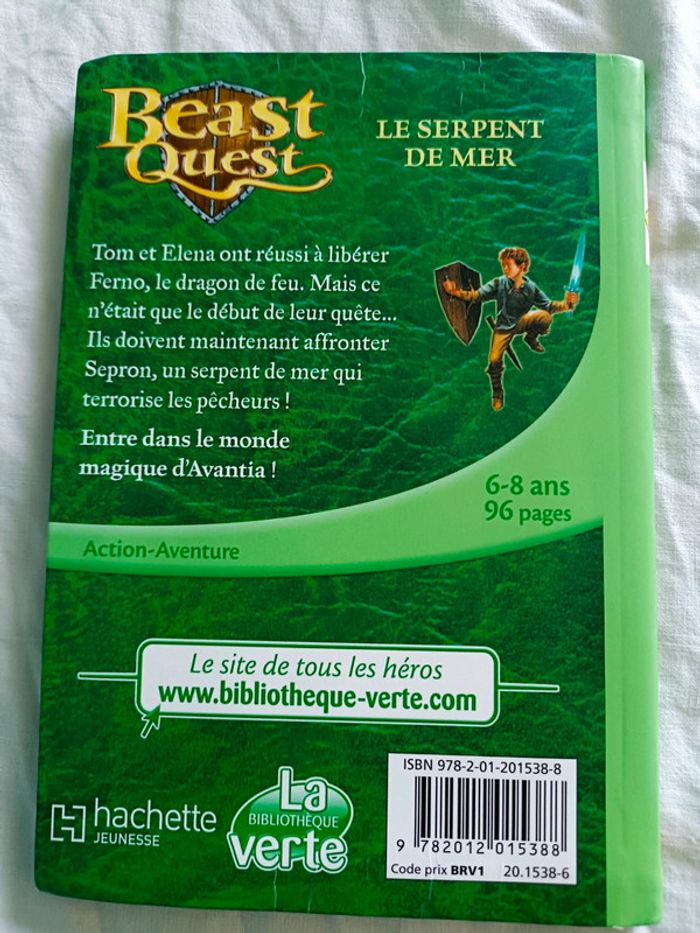 Beast
Quest
LE SERPENT
DE MER
Tom et Elena ont réussi à libérer
Ferno, le dragon de feu. Mais ce
n'était que le début de leur quête...
Ils doivent maintenant affronter
Sepron, un serpent de mer qui
terrorise les pêcheurs !
Entre dans le monde
magique d'Avantia !
6-8 ans
96 pages
Action-Aventure
Le site de tous les héros
www.bibliotheque-verte.com
hachette
JEUNESSE
La
BIBLIOTHÈQUE
verte
ISBN 978-2-01-201538-8
9 782012 015388
Code prix BRV1 20.1538-6